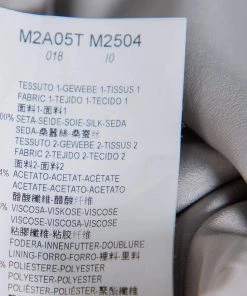 M2A05T M2504
018 10
TESSUTO 1-GEWEBE 1-TISSUS 1
FABRIC 1-TEJIDO 1-TECIDO 1
面料1-面料1
00% SETA-SEIDE-SOIE-SILK-SEDA
SEDA-桑蠶絲-桑蚕丝
TESSUTO 2-GEWEBE 2-TISSUS 2
FABRIC 2-TEJIDO 2-TECIDO 2
面料2-面料2
4% ACETATO-ACETAT-ACÉTATE
ACETATE-ACETATO-ACETATO
醋酸纖維-醋酸纤维
6% VISCOSA-VISKOSE-VISCOSE
VISCOSE-VISCOSA-VISCOSE
粘膠纖維-粘胶纤维
FODERA-INNENFUTTER-DOUBLURE
LINING-FORRO-FORRO-裡料-里料
% POLIESTERE-POLYESTER
POLIÉSTER-聚酯纖維